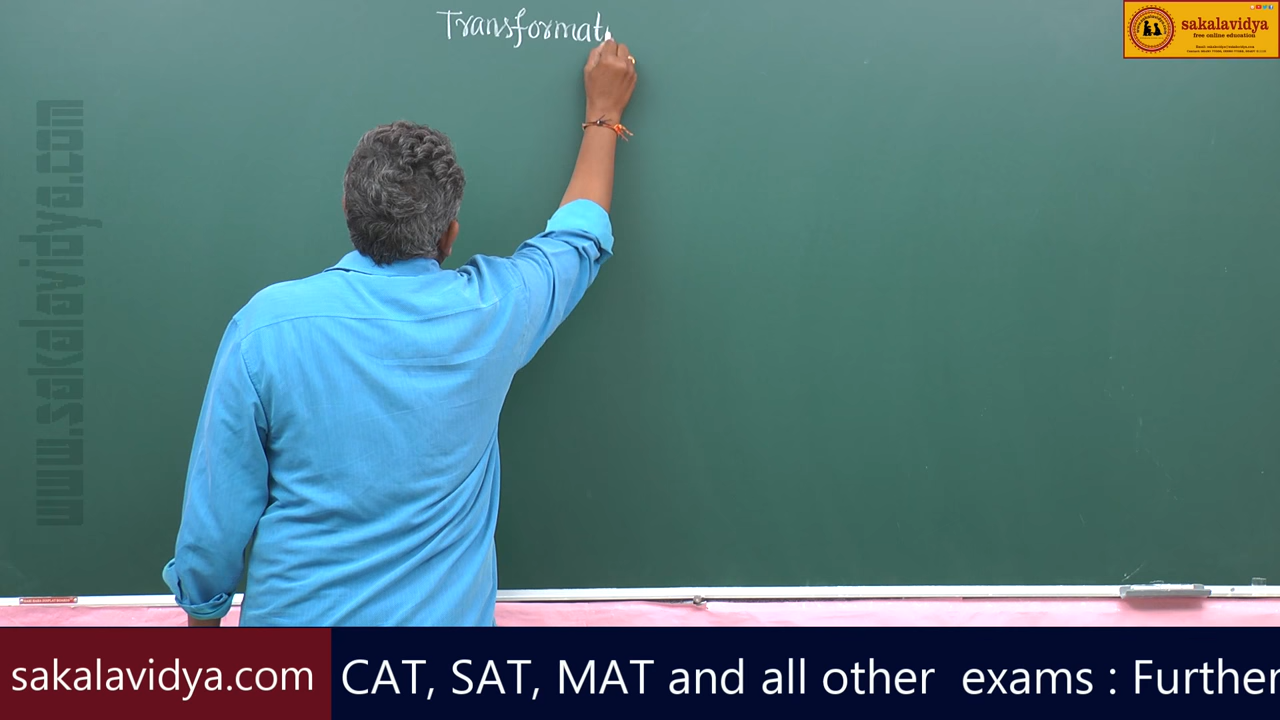 Transformat
sakalavidya
free online education
www.sakalavidya.com
sakalavidya.com
CAT, SAT, MAT and all other exams : Further